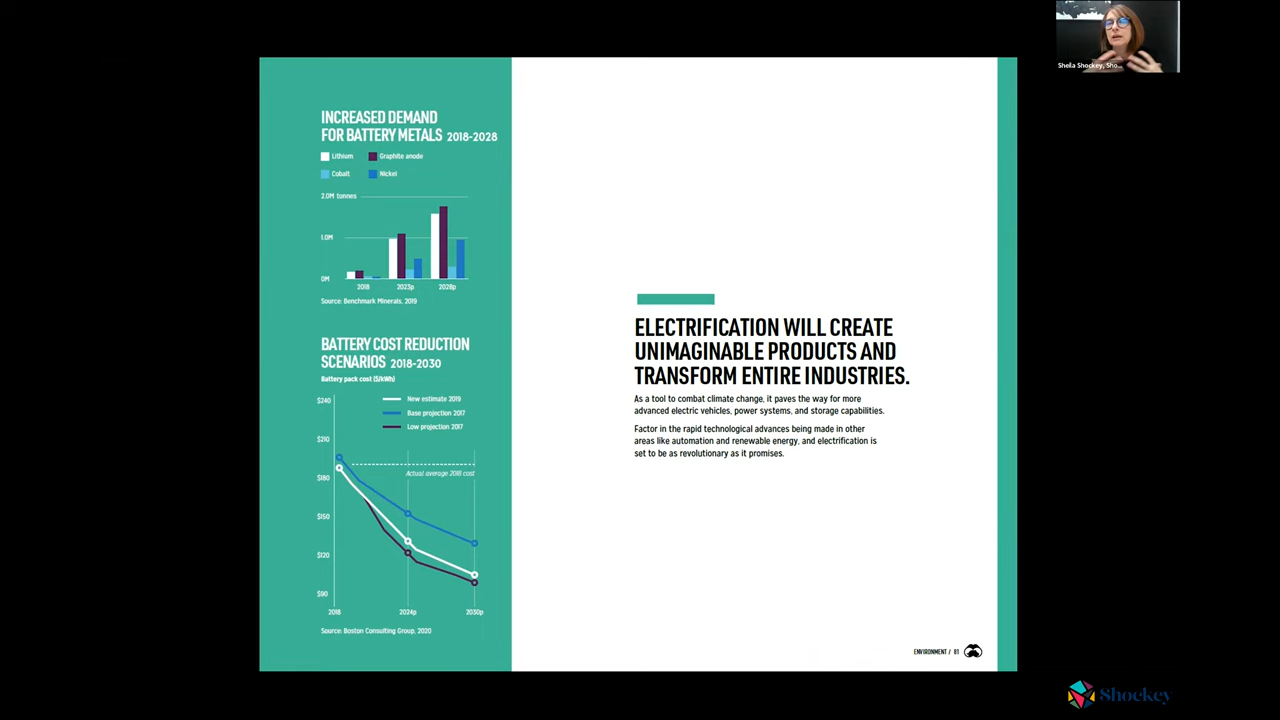 Sheila Shockey, Sho...
INCREASED DEMAND
FOR BATTERY METALS 2018-2028
Lithium
Graphite anode
Cobalt
Nickel
2.0M tonnes
1.0M
0M
2018
2023p
2028p
Source: Benchmark Minerals, 2019
BATTERY COST REDUCTION
SCENARIOS 2018-2030
Battery pack cost ($/kWh)
$240
New estimate 2019
Base projection 2017
Low projection 2017
$210
Actual average 2018 cost
$180
$150
$120
$90
2018
2024p
2030p
Source: Boston Consulting Group, 2020
ELECTRIFICATION WILL CREATE
UNIMAGINABLE PRODUCTS AND
TRANSFORM ENTIRE INDUSTRIES.
As a tool to combat climate change, it paves the way for more
advanced electric vehicles, power systems, and storage capabilities.
Factor in the rapid technological advances being made in other
areas like automation and renewable energy, and electrification is
set to be as revolutionary as it promises.
ENVIRONMENT / 81
Shockey